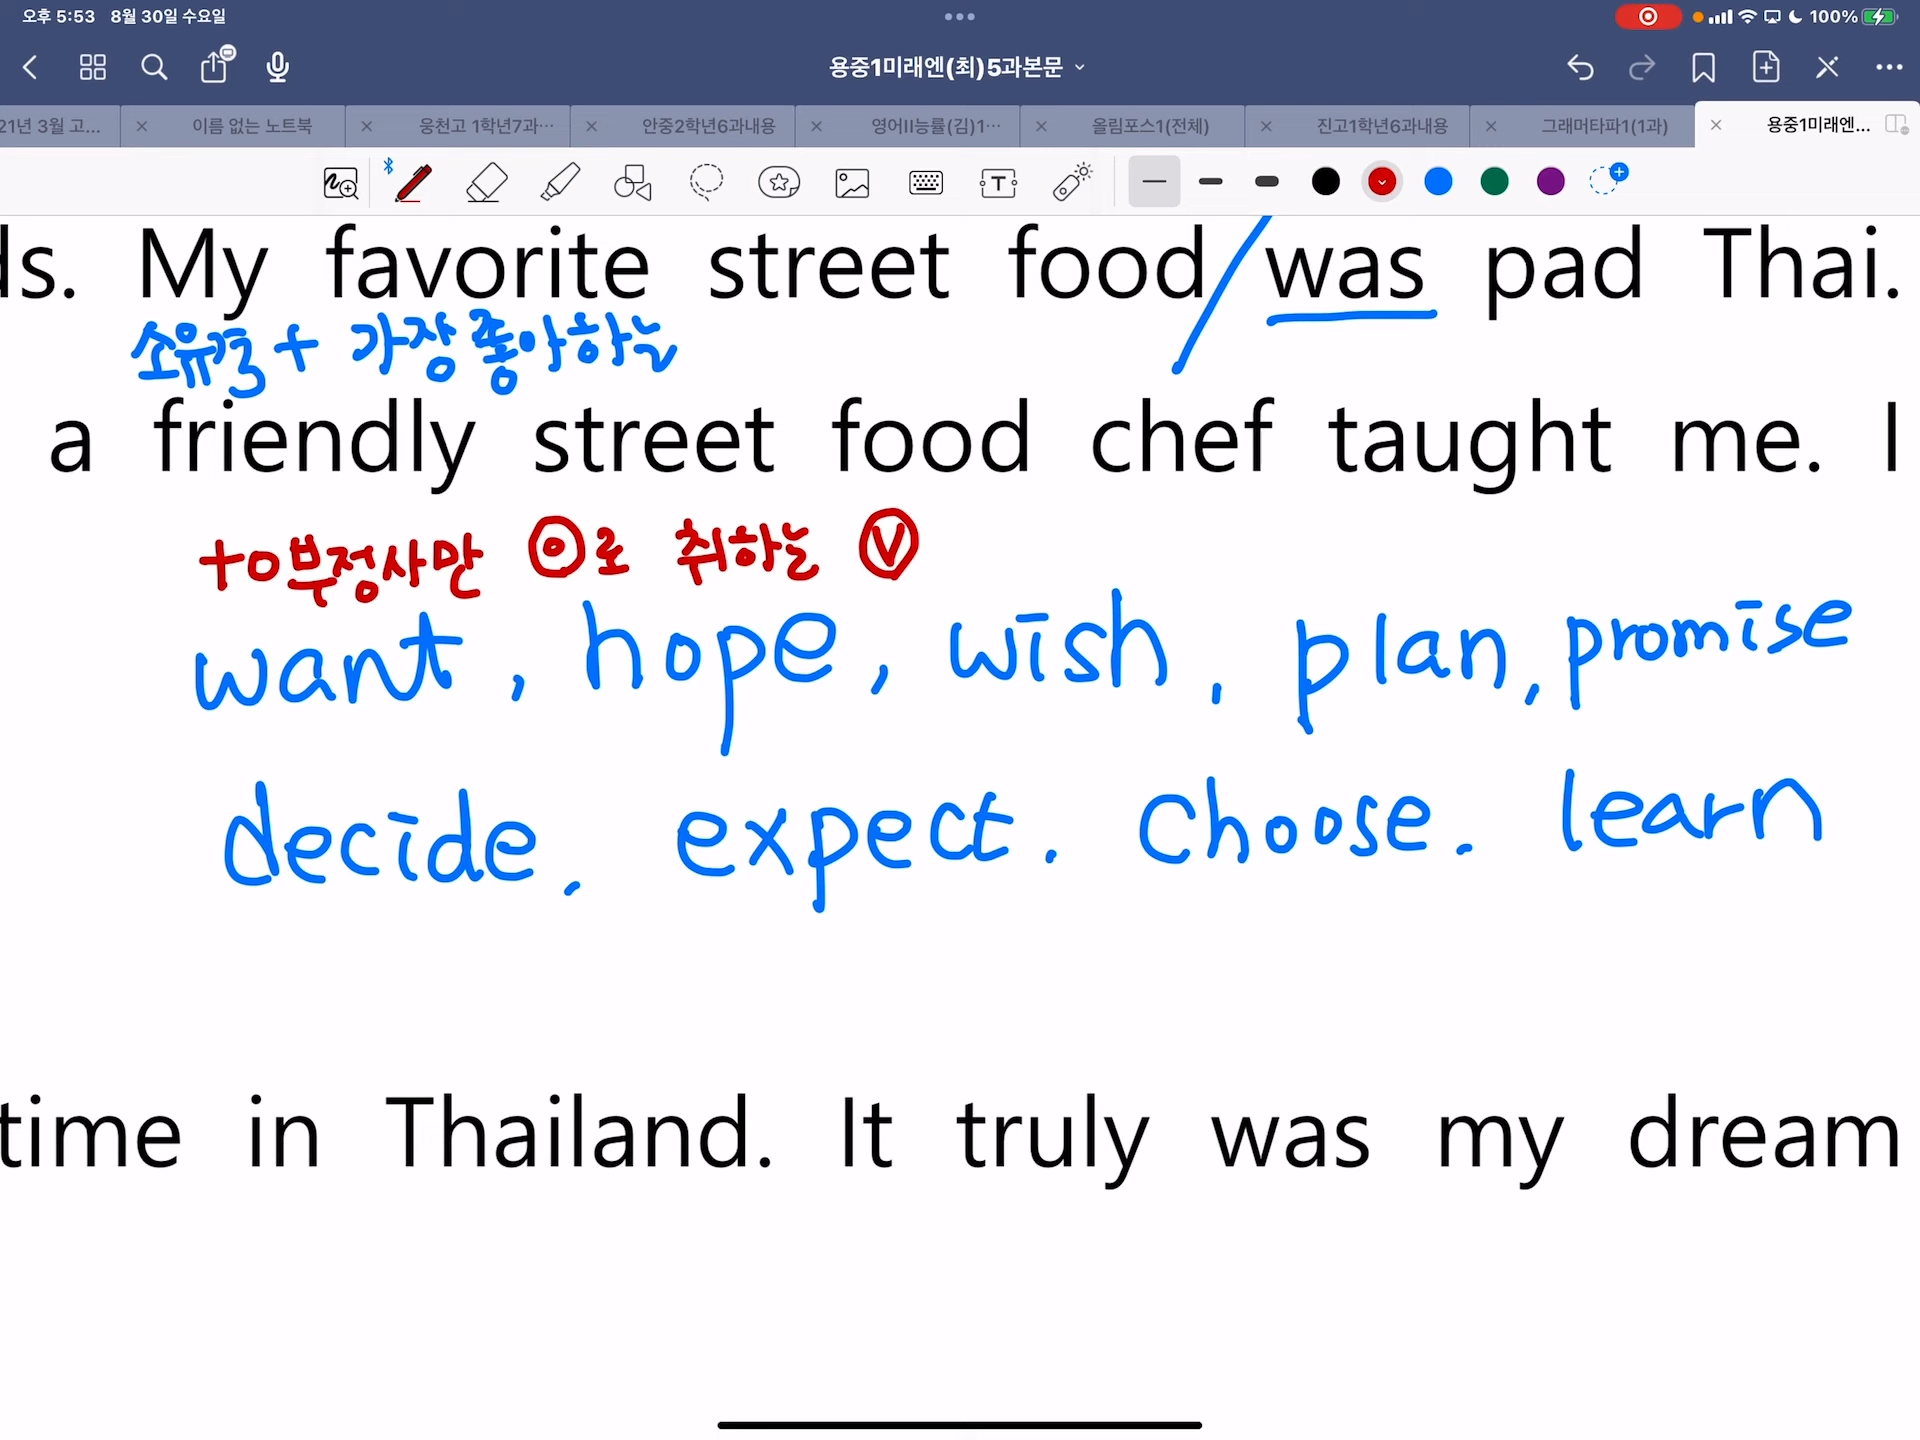 오후 5:53 8월 30일 수요일 100%
용중1미래엔(최)5과본문
21년 3월 고... 이름 없는 노트북 웅천고 1학년7과… 안중2학년6과내용 영어II능률(김)1… 올림포스1(전체) 진고1학년6과내용 그래머타파1(1과) 용중1미래엔...
ds. My favorite street food was pad Thai.
소유격 + 가장 좋아하는
a friendly street food chef taught me. I
to부정사만 ⓞ로 취하는 Ⓥ
want, hope, wish, plan, promise
decide, expect. choose. learn
time in Thailand. It truly was my dream